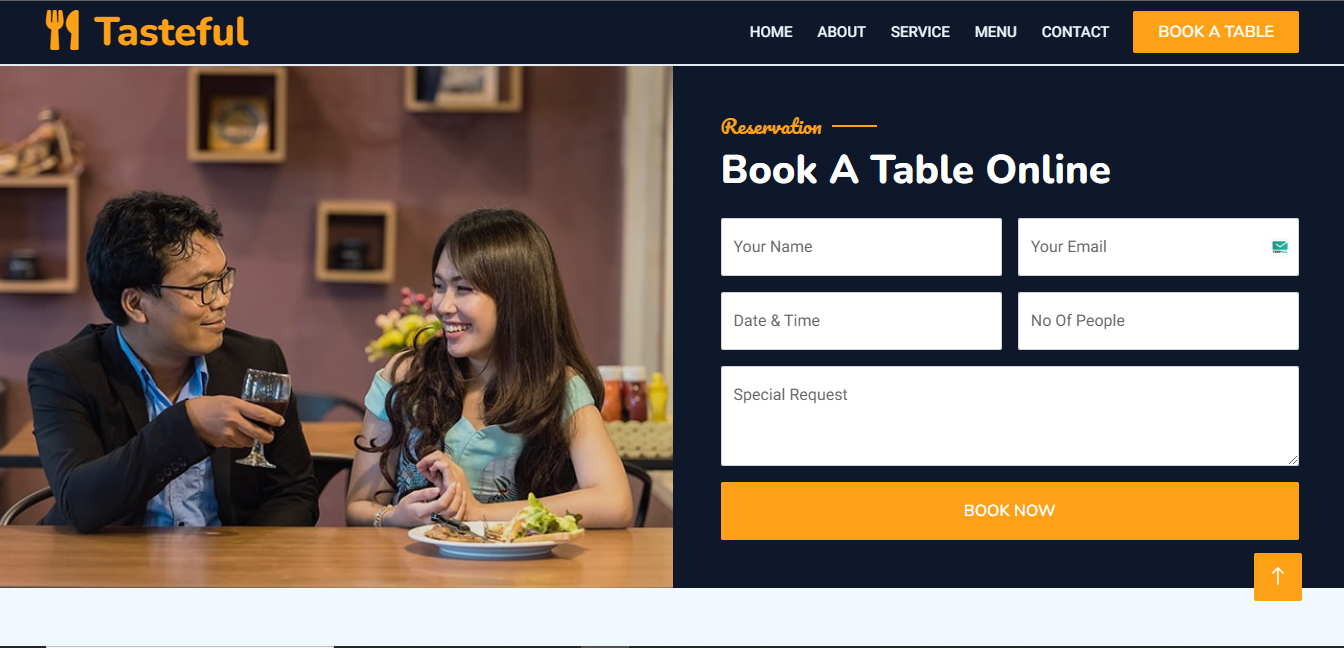 Tasteful
HOME ABOUT SERVICE MENU CONTACT BOOK A TABLE
Reservation
Book A Table Online
Your Name Your Email
Date & Time No Of People
Special Request
BOOK NOW